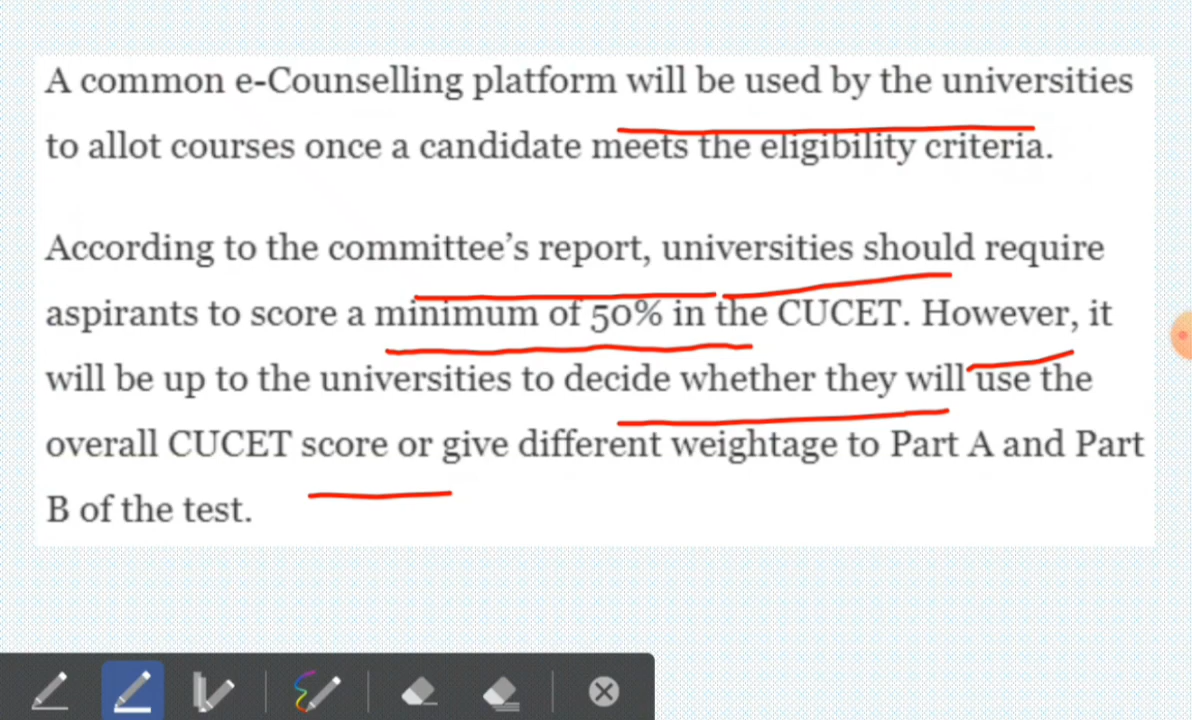 A common e-Counselling platform will be used by the universities
to allot courses once a candidate meets the eligibility criteria.
According to the committee’s report, universities should require
aspirants to score a minimum of 50% in the CUCET. However, it
will be up to the universities to decide whether they will use the
overall CUCET score or give different weightage to Part A and Part
B of the test.